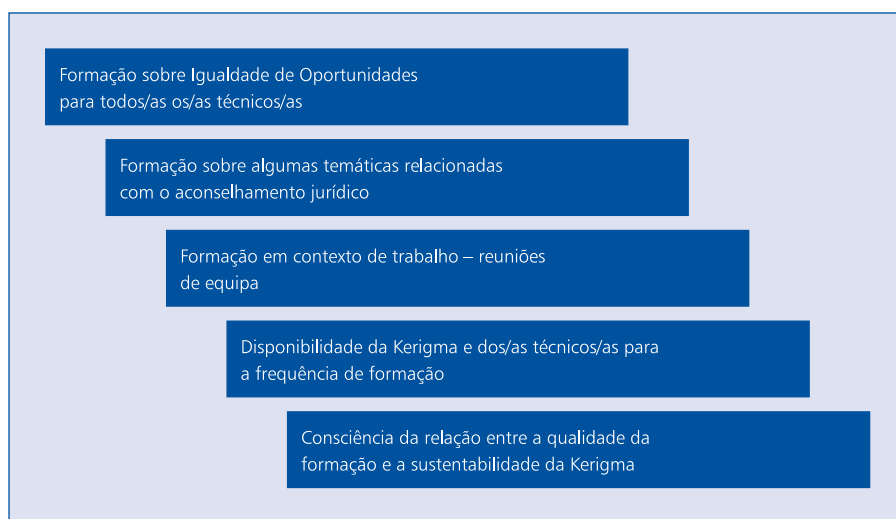 Formação sobre Igualdade de Oportunidades
para todos/as os/as técnicos/as
Formação sobre algumas temáticas relacionadas
com o aconselhamento jurídico
Formação em contexto de trabalho – reuniões
de equipa
Disponibilidade da Kerigma e dos/as técnicos/as para
a frequência de formação
Consciência da relação entre a qualidade da
formação e a sustentabilidade da Kerigma